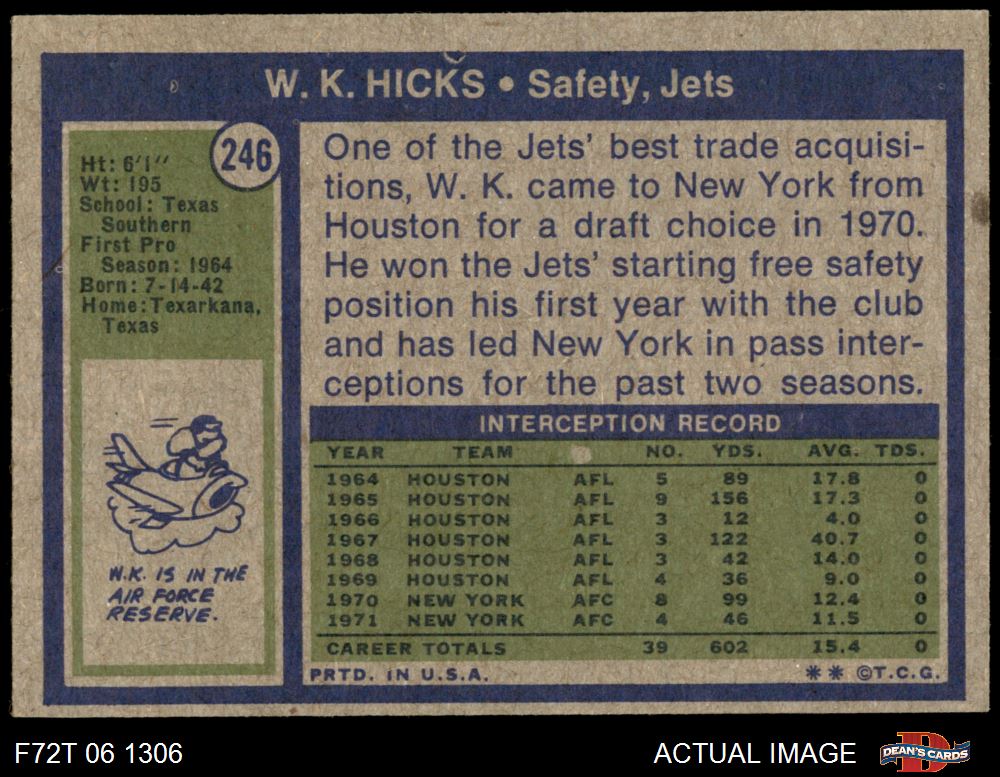 W. K. HICKS • Safety, Jets
246
Ht: 6'1"
Wt: 195
School: Texas
Southern
First Pro
Season: 1964
Born: 7-14-42
Home: Texarkana,
Texas
W.K. IS IN THE
AIR FORCE
RESERVE.
One of the Jets' best trade acquisi-
tions, W. K. came to New York from
Houston for a draft choice in 1970.
He won the Jets' starting free safety
position his first year with the club
and has led New York in pass inter-
ceptions for the past two seasons.
INTERCEPTION RECORD
YEAR TEAM NO. YDS. AVG. TDS.
1964 HOUSTON AFL 5 89 17.8 0
1965 HOUSTON AFL 9 156 17.3 0
1966 HOUSTON AFL 3 12 4.0 0
1967 HOUSTON AFL 3 122 40.7 0
1968 HOUSTON AFL 3 42 14.0 0
1969 HOUSTON AFL 4 36 9.0 0
1970 NEW YORK AFC 8 99 12.4 0
1971 NEW YORK AFC 4 46 11.5 0
CAREER TOTALS 39 602 15.4 0
PRTD. IN U.S.A. ** ©T.C.G.
F72T 06 1306 ACTUAL IMAGE DEAN'S CARDS